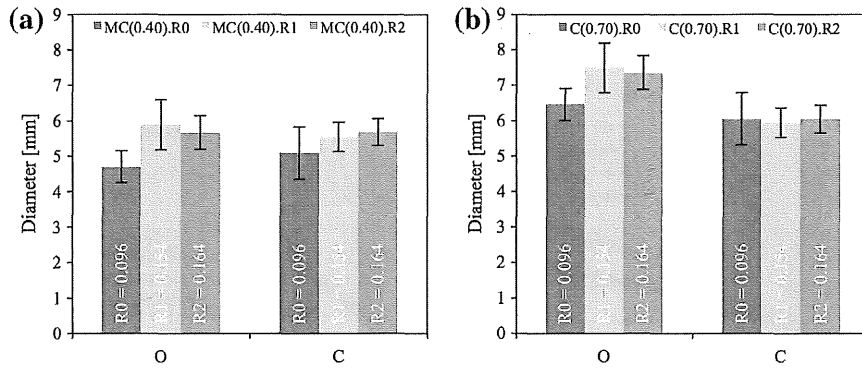 (a)
MC(0.40).R0 MC(0.40).R1 MC(0.40).R2
9
8
7
6
5
4
3
2
1
0
Diameter [mm]
R0 = 0.096
R2 = 0.164
R0 = 0.096
R2 = 0.164
O C
(b)
C(0.70).R0 C(0.70).R1 C(0.70).R2
9
8
7
6
5
4
3
2
1
0
Diameter [mm]
R0 = 0.096
R2 = 0.164
R0 = 0.096
R2 = 0.164
O C